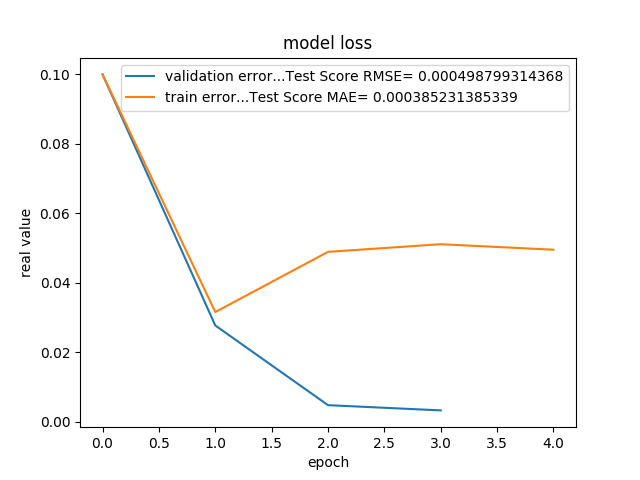 model loss
validation error...Test Score RMSE= 0.000498799314368
train error...Test Score MAE= 0.000385231385339
real value
0.10
0.08
0.06
0.04
0.02
0.00
0.0 0.5 1.0 1.5 2.0 2.5 3.0 3.5 4.0
epoch